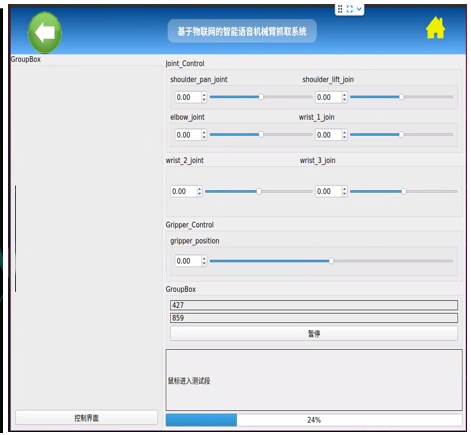 基于物联网的智能语音机械臂抓取系统
GroupBox
Joint_Control
shoulder_pan_joint
shoulder_lift_join
0.00
0.00
elbow_joint
wrist_1_join
0.00
0.00
wrist_2_joint
wrist_3_join
0.00
0.00
Gripper_Control
gripper_position
0.00
GroupBox
427
859
暂停
鼠标进入测试段
控制界面
24%